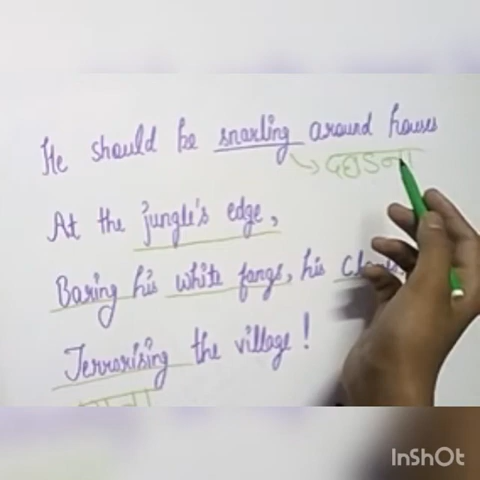 He should be snarling around houses
At the jungle's edge,
Baring his white fangs, his
Terrorising the village!
InShOt